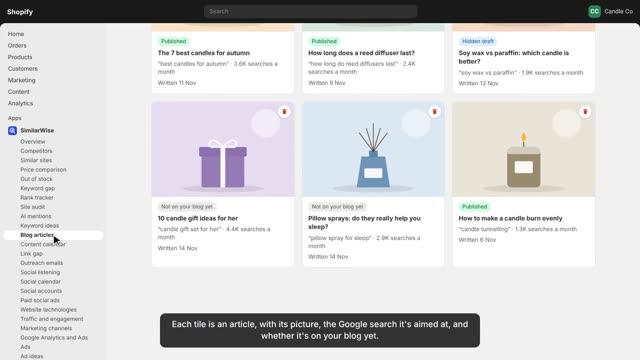 Shopify
Search
CC
Candle Co
Home
Orders
Products
Customers
Marketing
Content
Analytics
Apps
SimilarWise
Overview
Competitors
Similar sites
Price comparison
Out of stock
Keyword gap
Rank tracker
Site audit
AI mentions
Keyword ideas
Blog articles
Content calendar
Link gap
Outreach emails
Social listening
Social calendar
Social accounts
Paid social ads
Website technologies
Traffic and engagement
Marketing channels
Google Analytics and Ads
Ads
Ad ideas
Published
The 7 best candles for autumn
"best candles for autumn" · 3.6K searches a
month
Written 11 Nov
Published
How long does a reed diffuser last?
"how long do reed diffusers last" · 2.4K
searches a month
Written 9 Nov
Hidden draft
Soy wax vs paraffin: which candle is
better?
"soy wax vs paraffin" · 1.9K searches a month
Written 13 Nov
Not on your blog yet
10 candle gift ideas for her
"candle gift set for her" · 4.4K searches a
month
Written 14 Nov
Not on your blog yet
Pillow sprays: do they really help you
sleep?
"pillow spray for sleep" · 2.9K searches a
month
Written 14 Nov
Published
How to make a candle burn evenly
"candle tunnelling" · 1.3K searches a month
Written 6 Nov
Each tile is an article, with its picture, the Google search it's aimed at, and
whether it's on your blog yet.